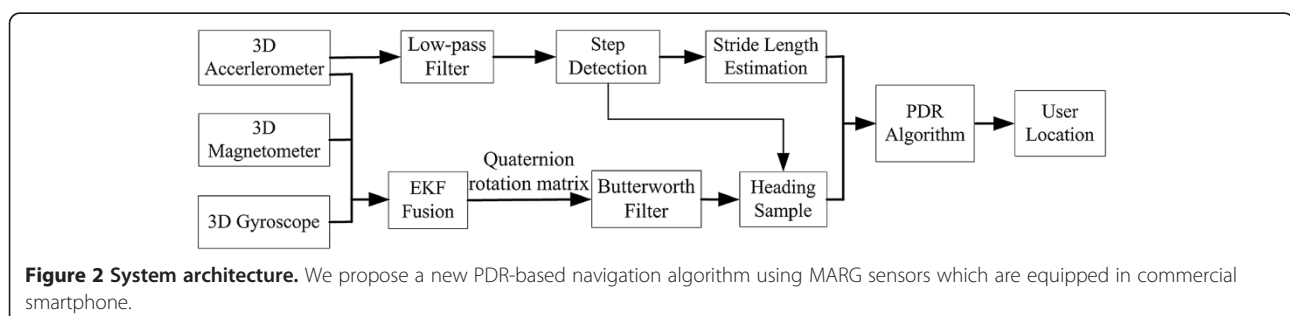 3D
Accerlerometer
Low-pass
Filter
Step
Detection
Stride Length
Estimation
3D
Magnetometer
PDR
Algorithm
User
Location
3D Gyroscope
EKF
Fusion
Quaternion
rotation matrix
Butterworth
Filter
Heading
Sample
Figure 2 System architecture. We propose a new PDR-based navigation algorithm using MARG sensors which are equipped in commercial
smartphone.